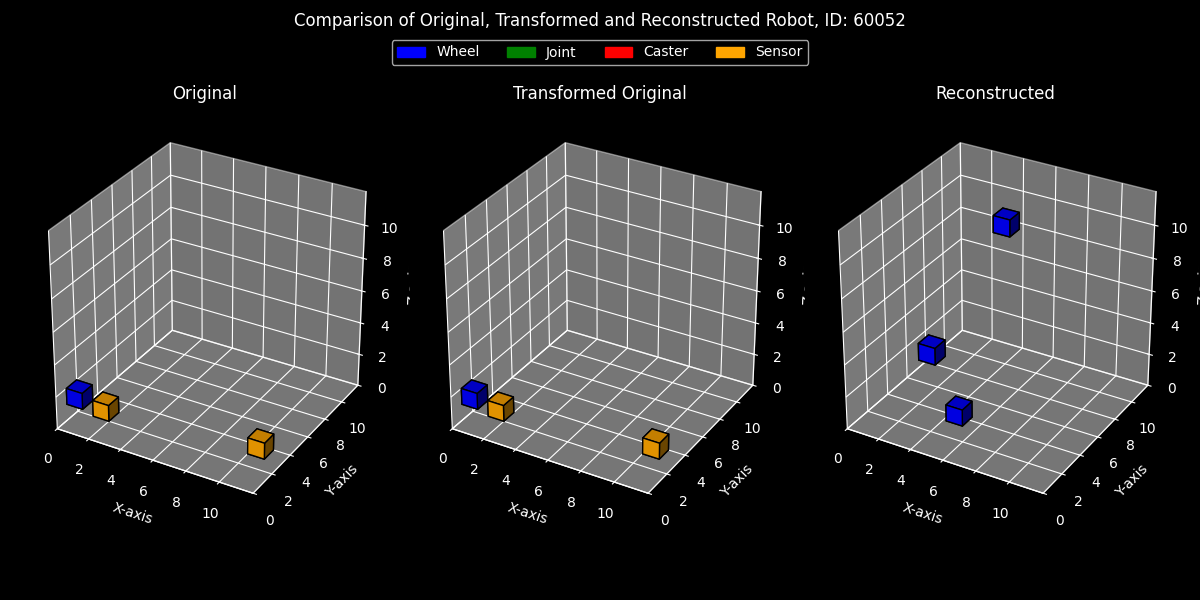 Comparison of Original, Transformed and Reconstructed Robot, ID: 60052
Wheel Joint Caster Sensor
Original
Transformed Original
Reconstructed
0 2 4 6 8 10
X-axis
0 2 4 6 8 10
Y-axis
0 2 4 6 8 10
0 2 4 6 8 10
X-axis
0 2 4 6 8 10
Y-axis
0 2 4 6 8 10
0 2 4 6 8 10
X-axis
0 2 4 6 8 10
Y-axis
0 2 4 6 8 10